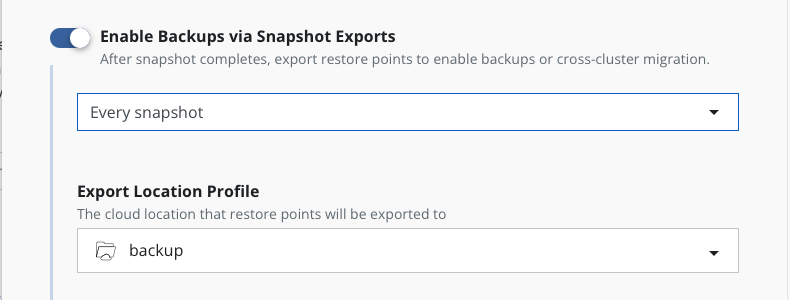 Enable Backups via Snapshot Exports
After snapshot completes, export restore points to enable backups or cross-cluster migration.
Every snapshot
Export Location Profile
The cloud location that restore points will be exported to
backup